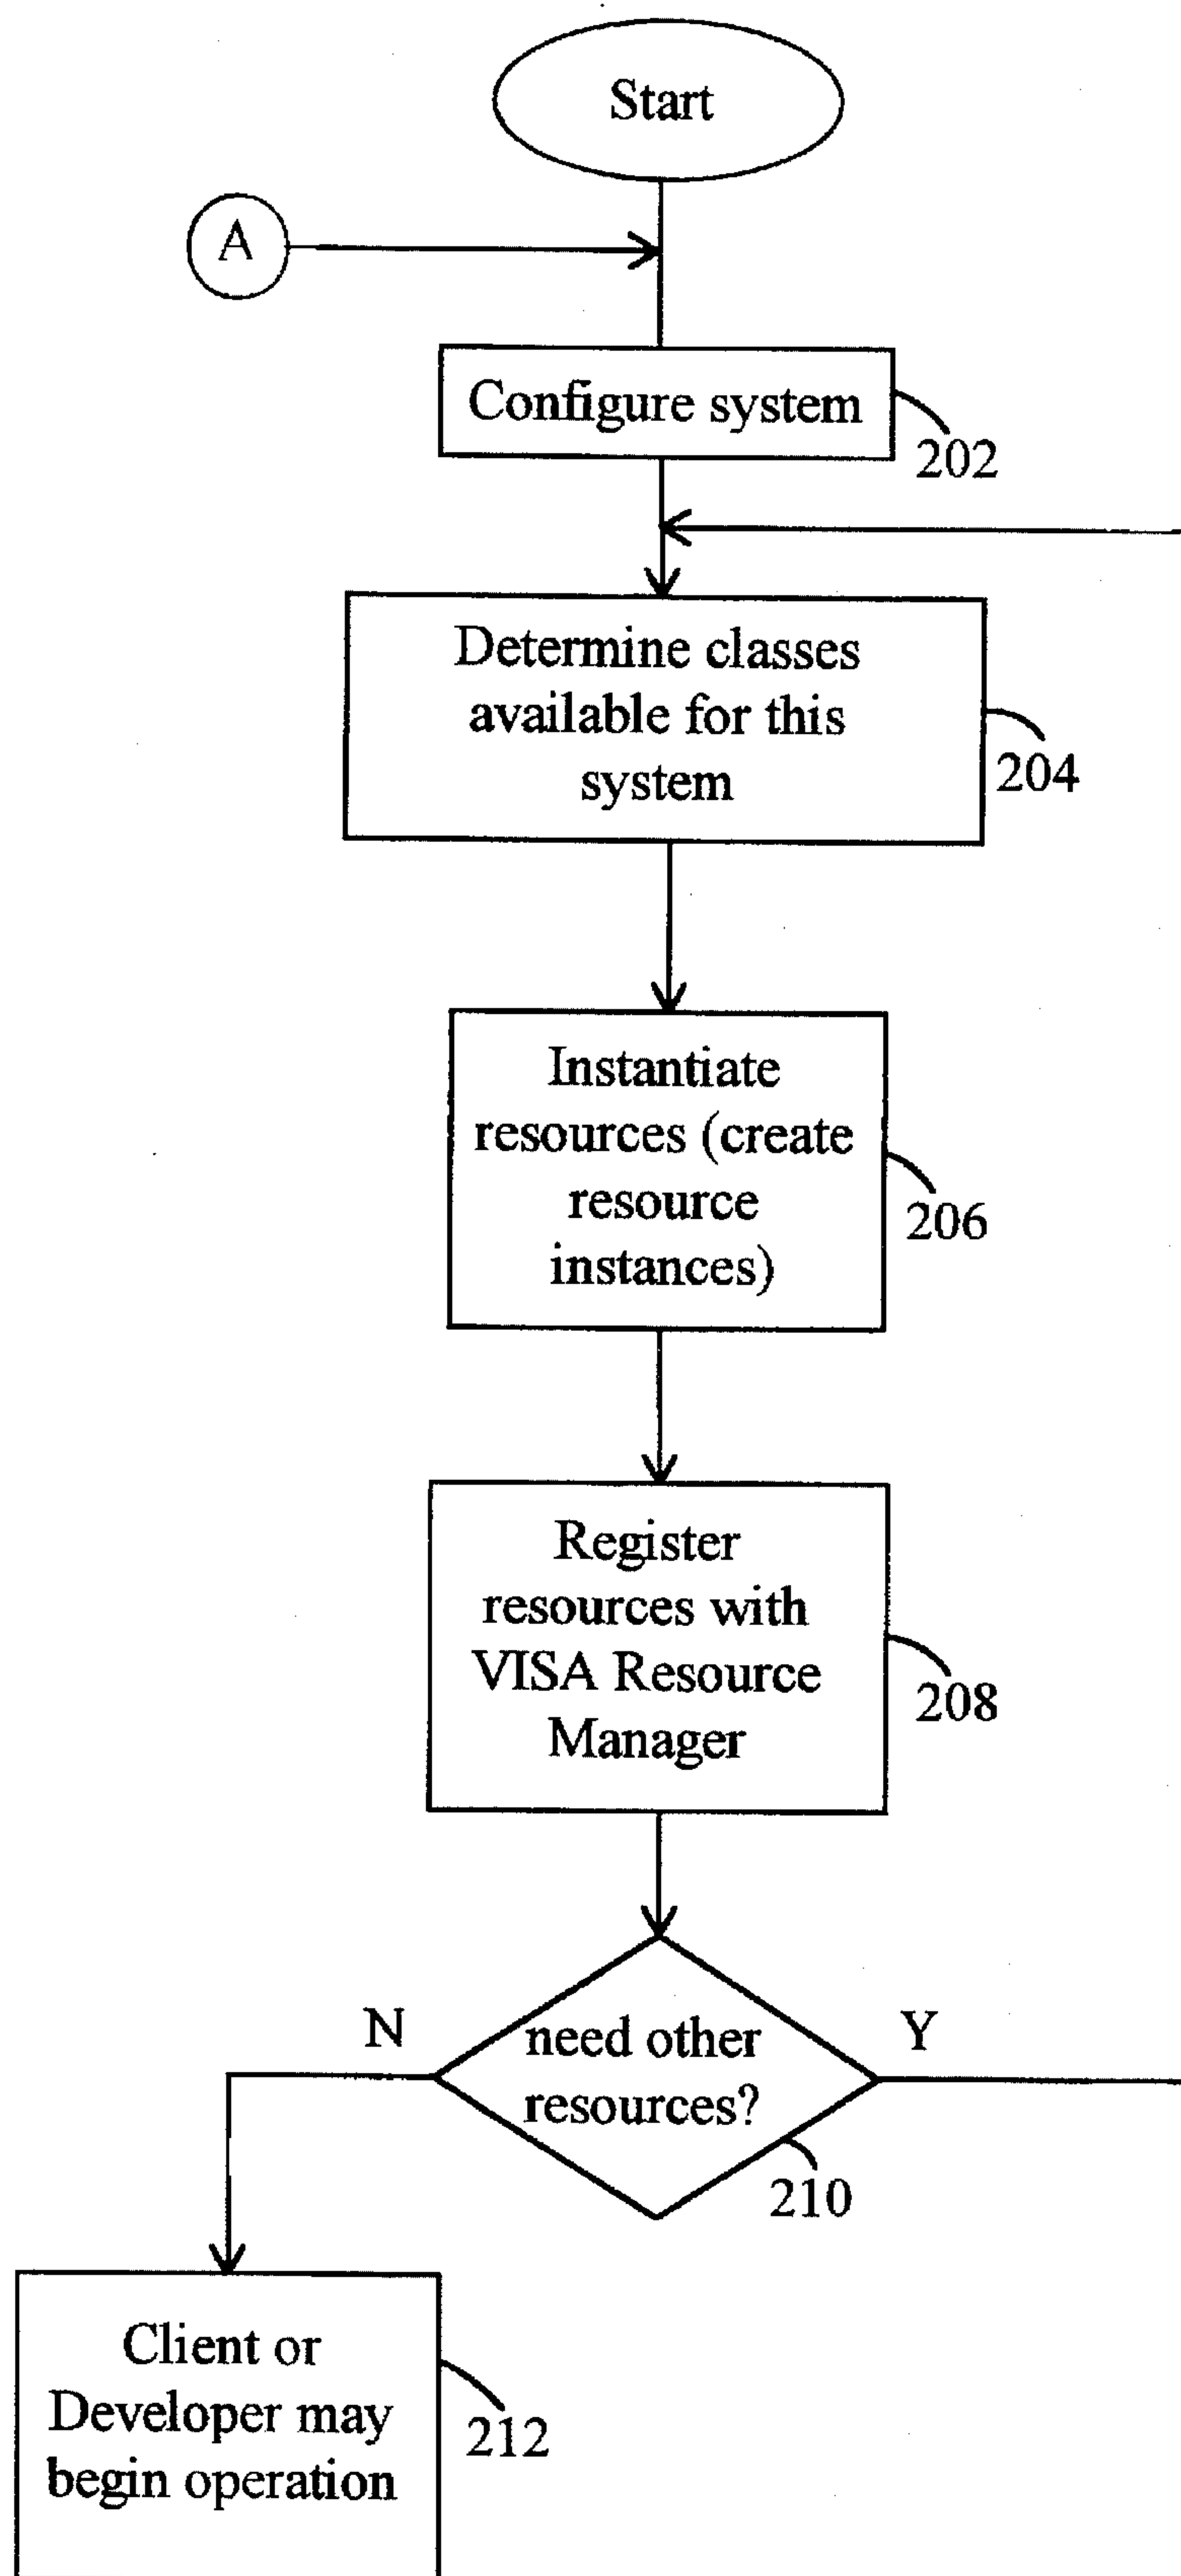 Start
A
Configure system
202
Determine classes
available for this
system
204
Instantiate
resources (create
resource
instances)
206
Register
resources with
VISA Resource
Manager
208
N
need other
resources?
Y
210
Client or
Developer may
begin operation
212